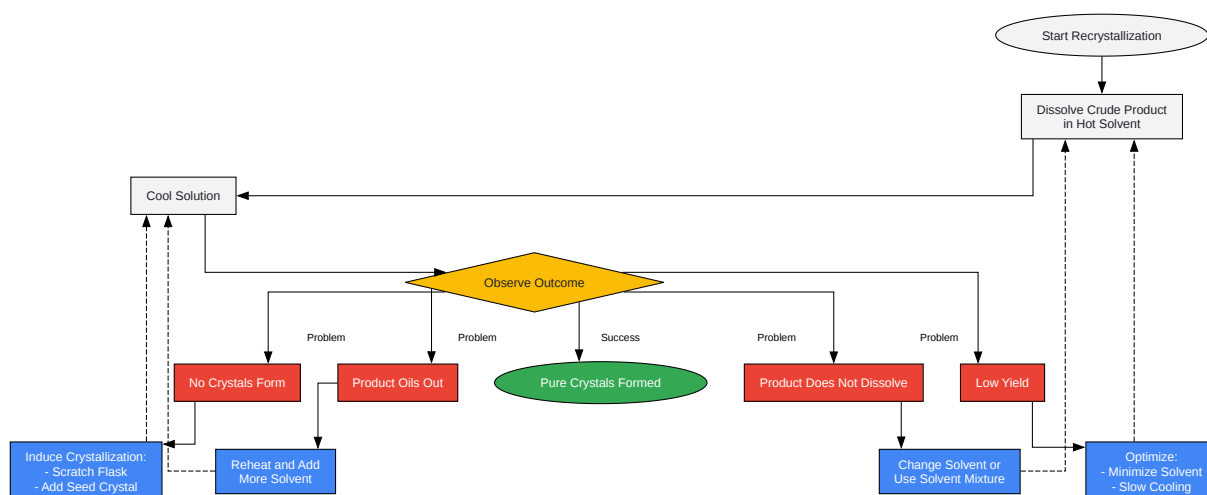 Start Recrystallization
Dissolve Crude Product
in Hot Solvent
Cool Solution
Observe Outcome
Problem
Problem
Success
Problem
Problem
No Crystals Form
Product Oils Out
Pure Crystals Formed
Product Does Not Dissolve
Low Yield
Induce Crystallization:
- Scratch Flask
- Add Seed Crystal
Reheat and Add
More Solvent
Change Solvent or
Use Solvent Mixture
Optimize:
- Minimize Solvent
- Slow Cooling